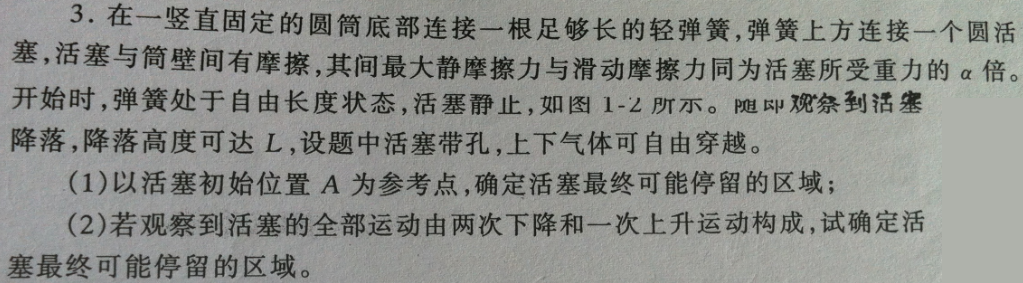 3. 在一竖直固定的圆筒底部连接一根足够长的轻弹簧,弹簧上方连接一个圆活
塞,活塞与筒壁间有摩擦,其间最大静摩擦力与滑动摩擦力同为活塞所受重力的 α 倍。
开始时,弹簧处于自由长度状态,活塞静止,如图 1-2 所示。随即观察到活塞
降落,降落高度可达 L,设题中活塞带孔,上下气体可自由穿越。
(1)以活塞初始位置 A 为参考点,确定活塞最终可能停留的区域;
(2)若观察到活塞的全部运动由两次下降和一次上升运动构成,试确定活
塞最终可能停留的区域。